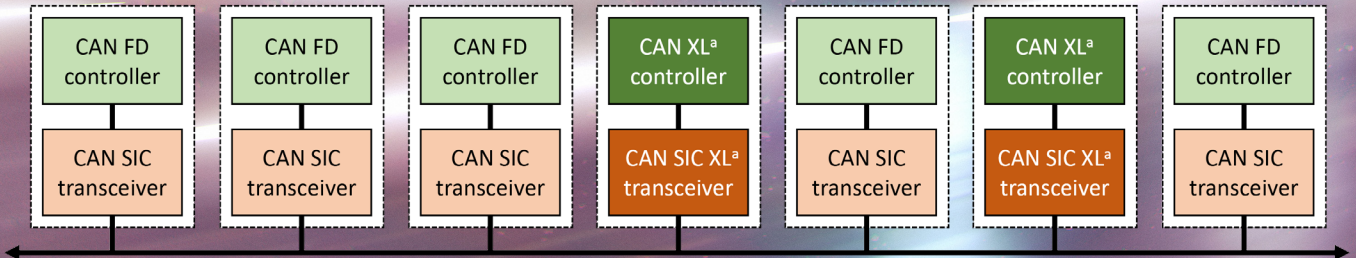 CAN FD
controller
CAN SIC
transceiver
CAN FD
controller
CAN SIC
transceiver
CAN FD
controller
CAN SIC
transceiver
CAN XLᵃ
controller
CAN SIC XLᵃ
transceiver
CAN FD
controller
CAN SIC
transceiver
CAN XLᵃ
controller
CAN SIC XLᵃ
transceiver
CAN FD
controller
CAN SIC
transceiver